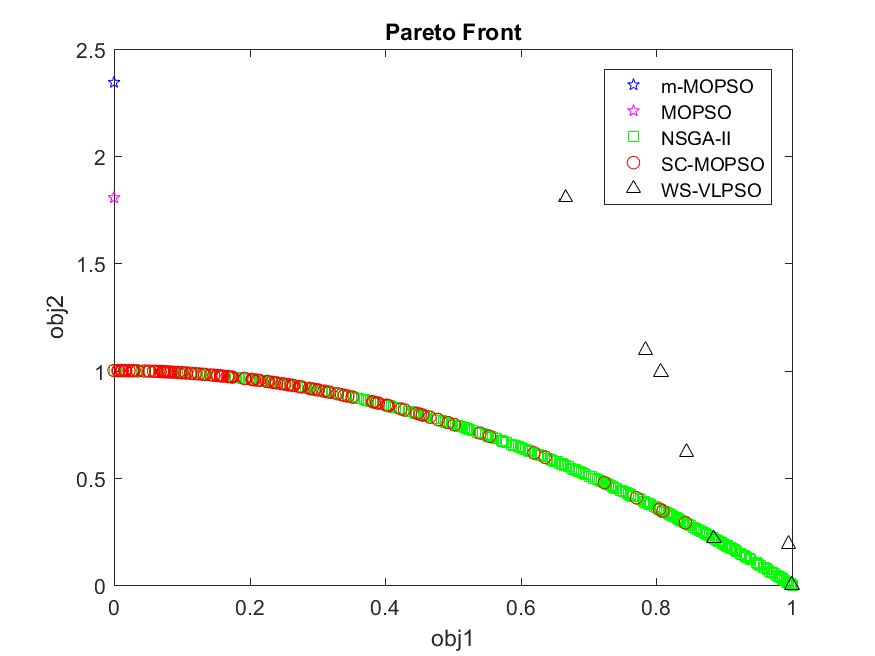 Pareto Front
2.5
2
1.5
1
0.5
0
obj2
m-MOPSO
MOPSO
NSGA-II
SC-MOPSO
WS-VLPSO
0 0.2 0.4 0.6 0.8 1
obj1